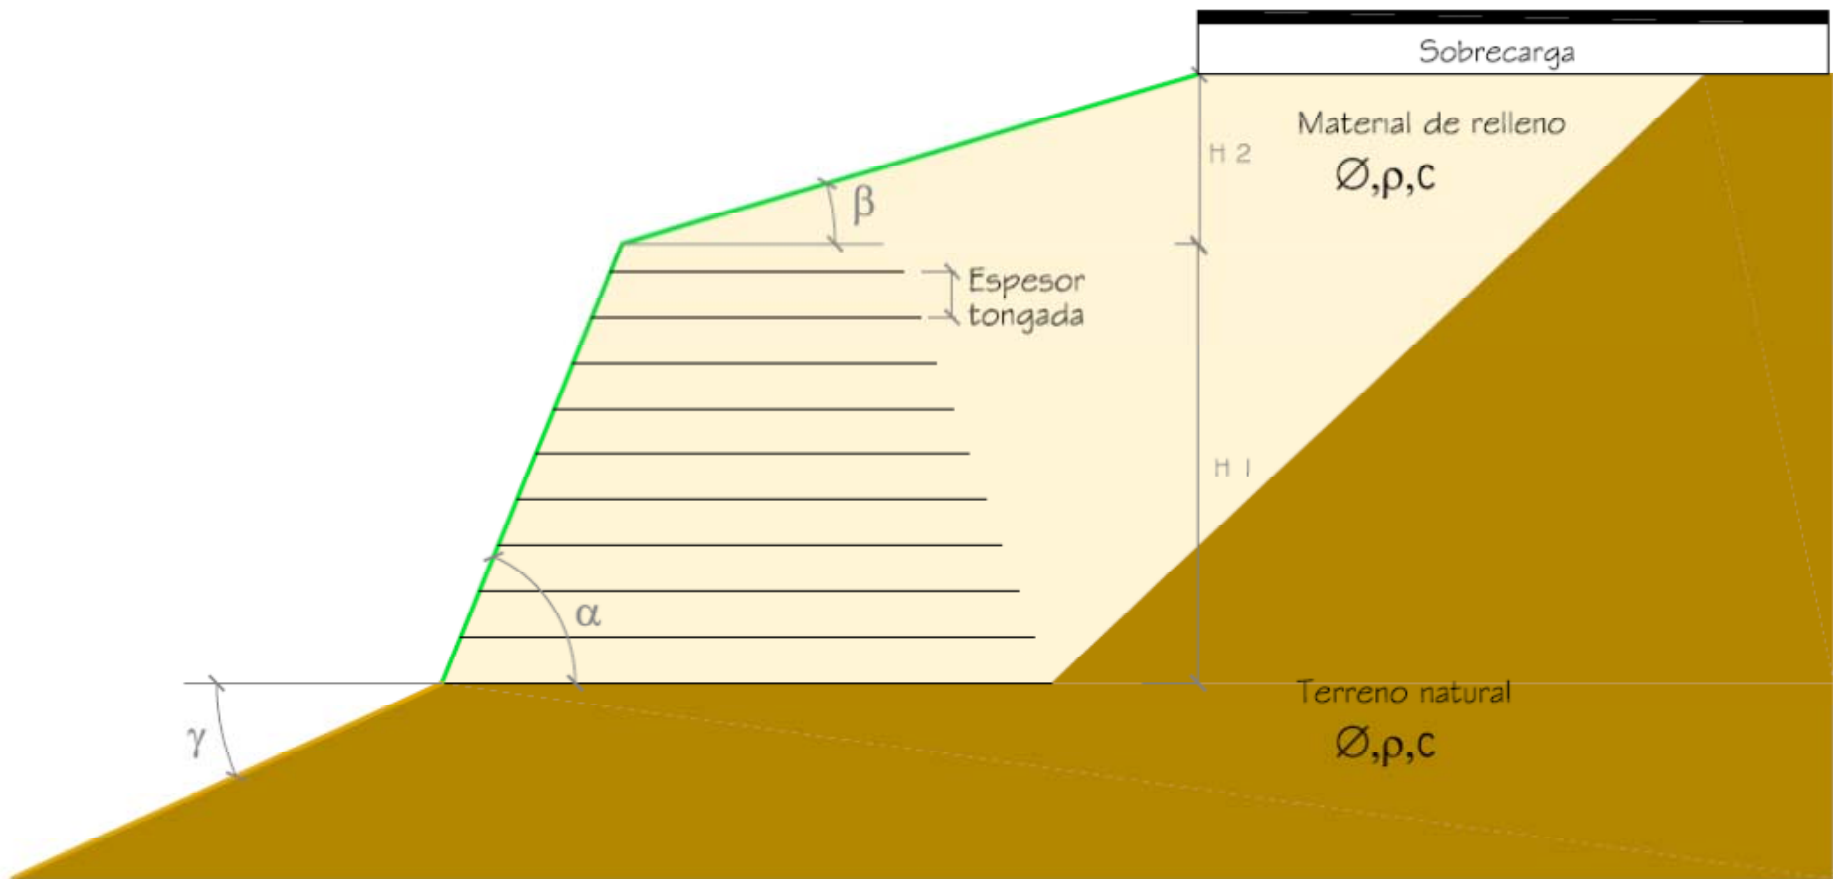 Sobrecarga
Material de relleno
Ø,ρ,c
H 2
β
Espesor
tongada
H 1
α
Terreno natural
Ø,ρ,c
γ